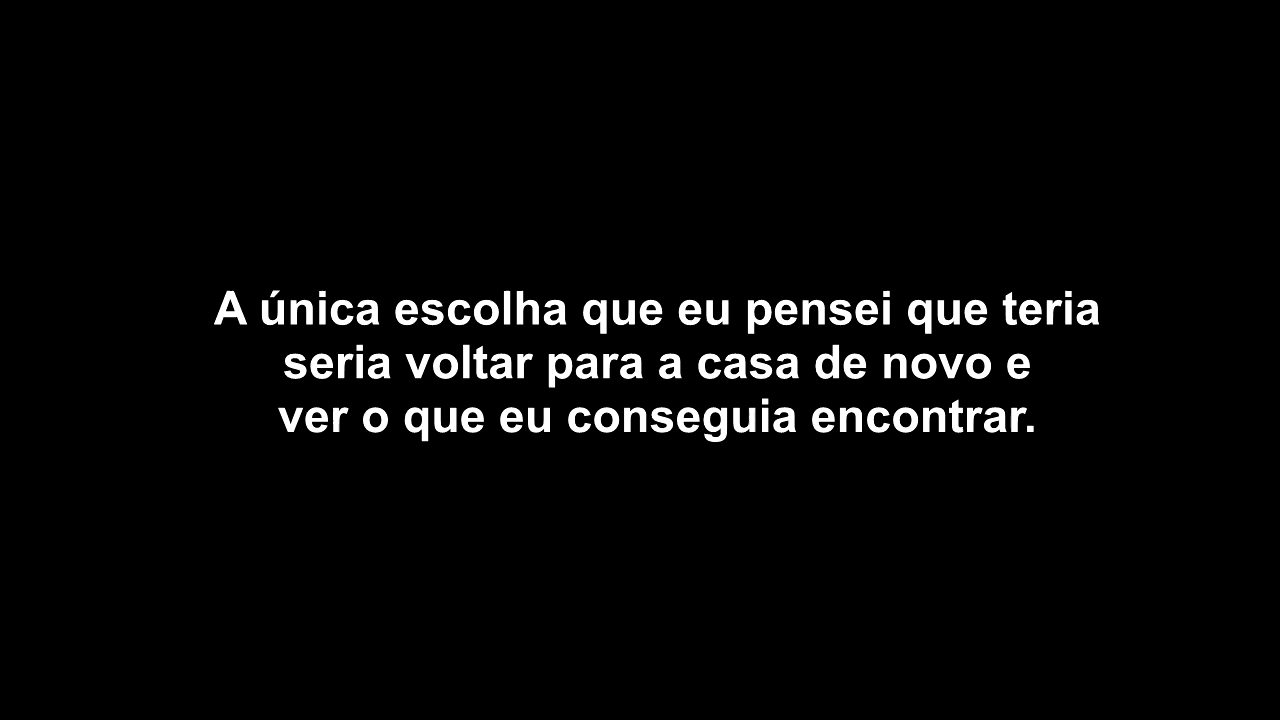 A única escolha que eu pensei que teria
seria voltar para a casa de novo e
ver o que eu conseguia encontrar.